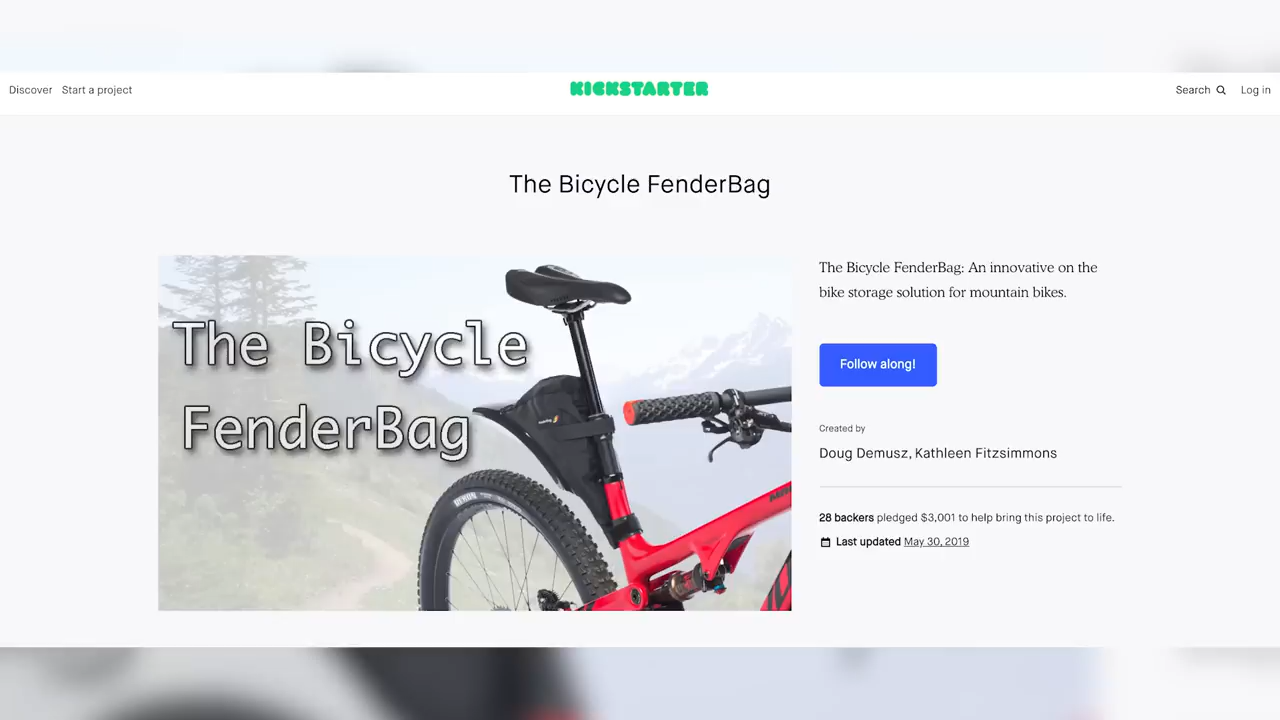 Discover Start a project KICKSTARTER Search Log in
The Bicycle FenderBag
The Bicycle
FenderBag
The Bicycle FenderBag: An innovative on the
bike storage solution for mountain bikes.
Follow along!
Created by
Doug Demusz, Kathleen Fitzsimmons
28 backers pledged $3,001 to help bring this project to life.
Last updated May 30, 2019